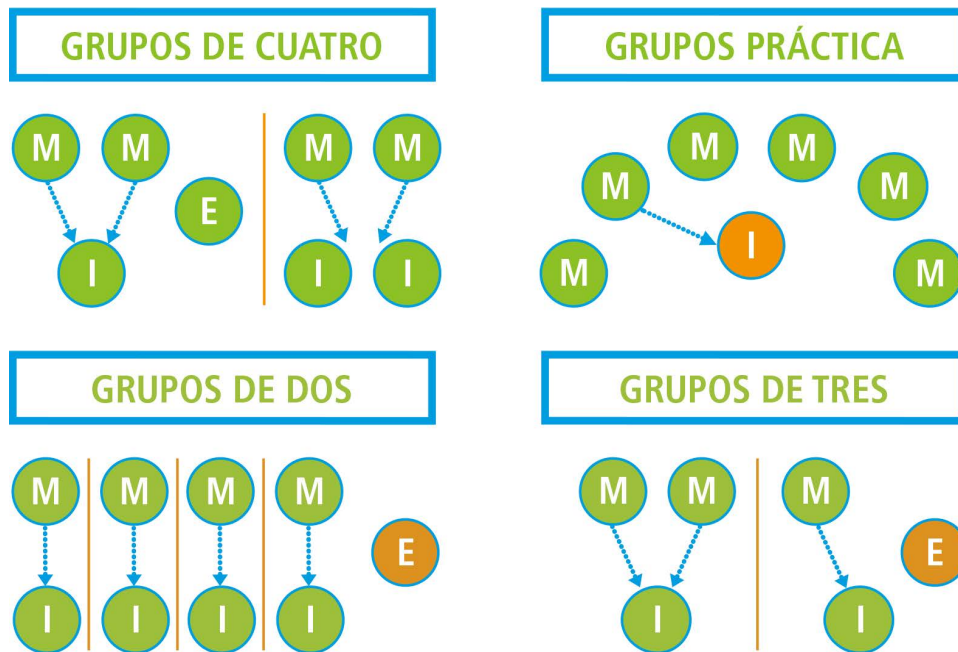 GRUPOS DE CUATRO
M M M M
E
I I I
GRUPOS PRÁCTICA
M M
M M
I
M M
GRUPOS DE DOS
M M M M
E
I I I I
GRUPOS DE TRES
M M M
E
I I